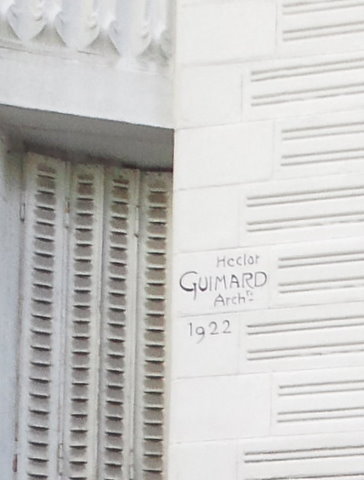 Hector
GUIMARD
Archte
1922